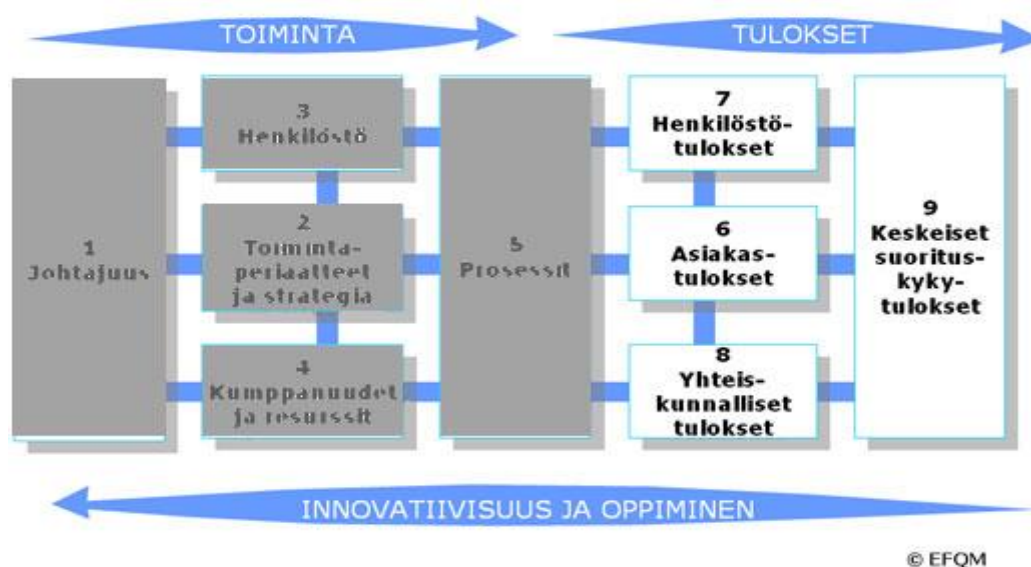 TOIMINTA
TULOKSET
1
Johtajuus
3
Henkilöstö
2
Toiminta-
periaatteet
ja strategia
4
Kumppanuudet
ja resurssit
5
Prosessit
7
Henkilöstö-
tulokset
6
Asiakas-
tulokset
8
Yhteis-
kunnalliset
tulokset
9
Keskeiset
suoritus-
kyky-
tulokset
INNOVATIIVISUUS JA OPPIMINEN
© EFQM